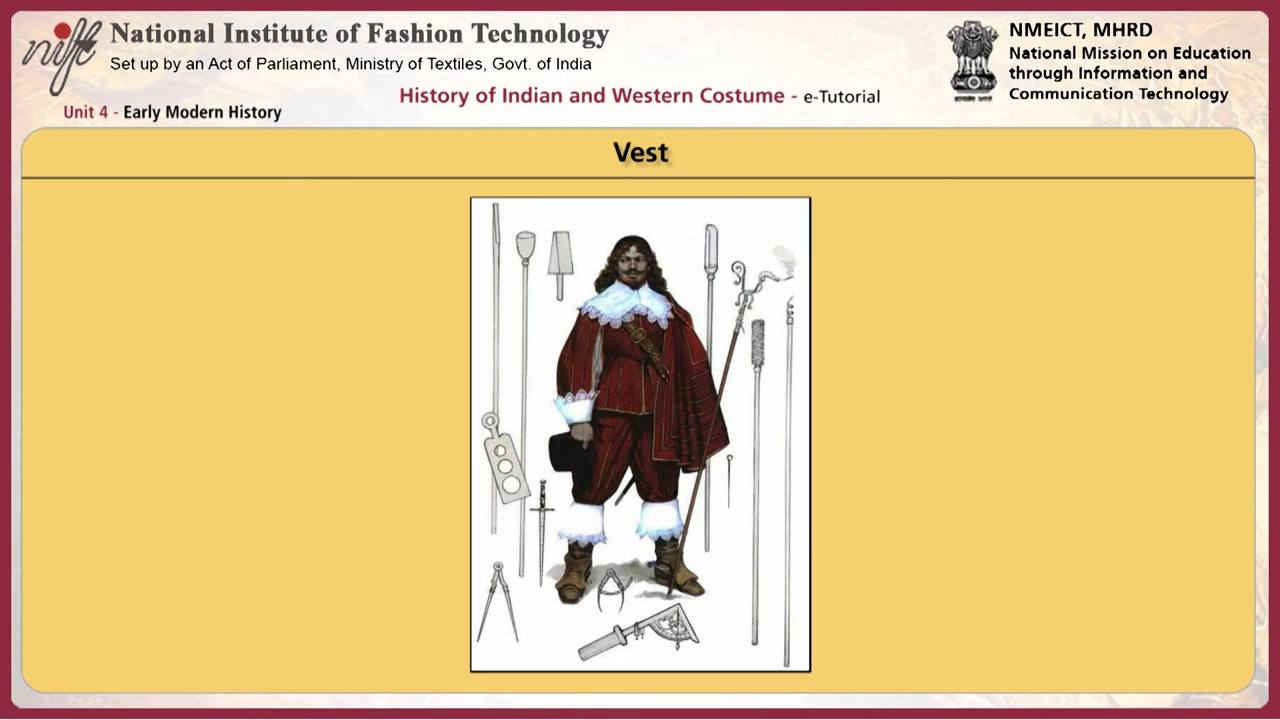 nift
National Institute of Fashion Technology
Set up by an Act of Parliament, Ministry of Textiles, Govt. of India
NMEICT, MHRD
National Mission on Education
through Information and
Communication Technology
History of Indian and Western Costume - e-Tutorial
Unit 4 - Early Modern History
Vest